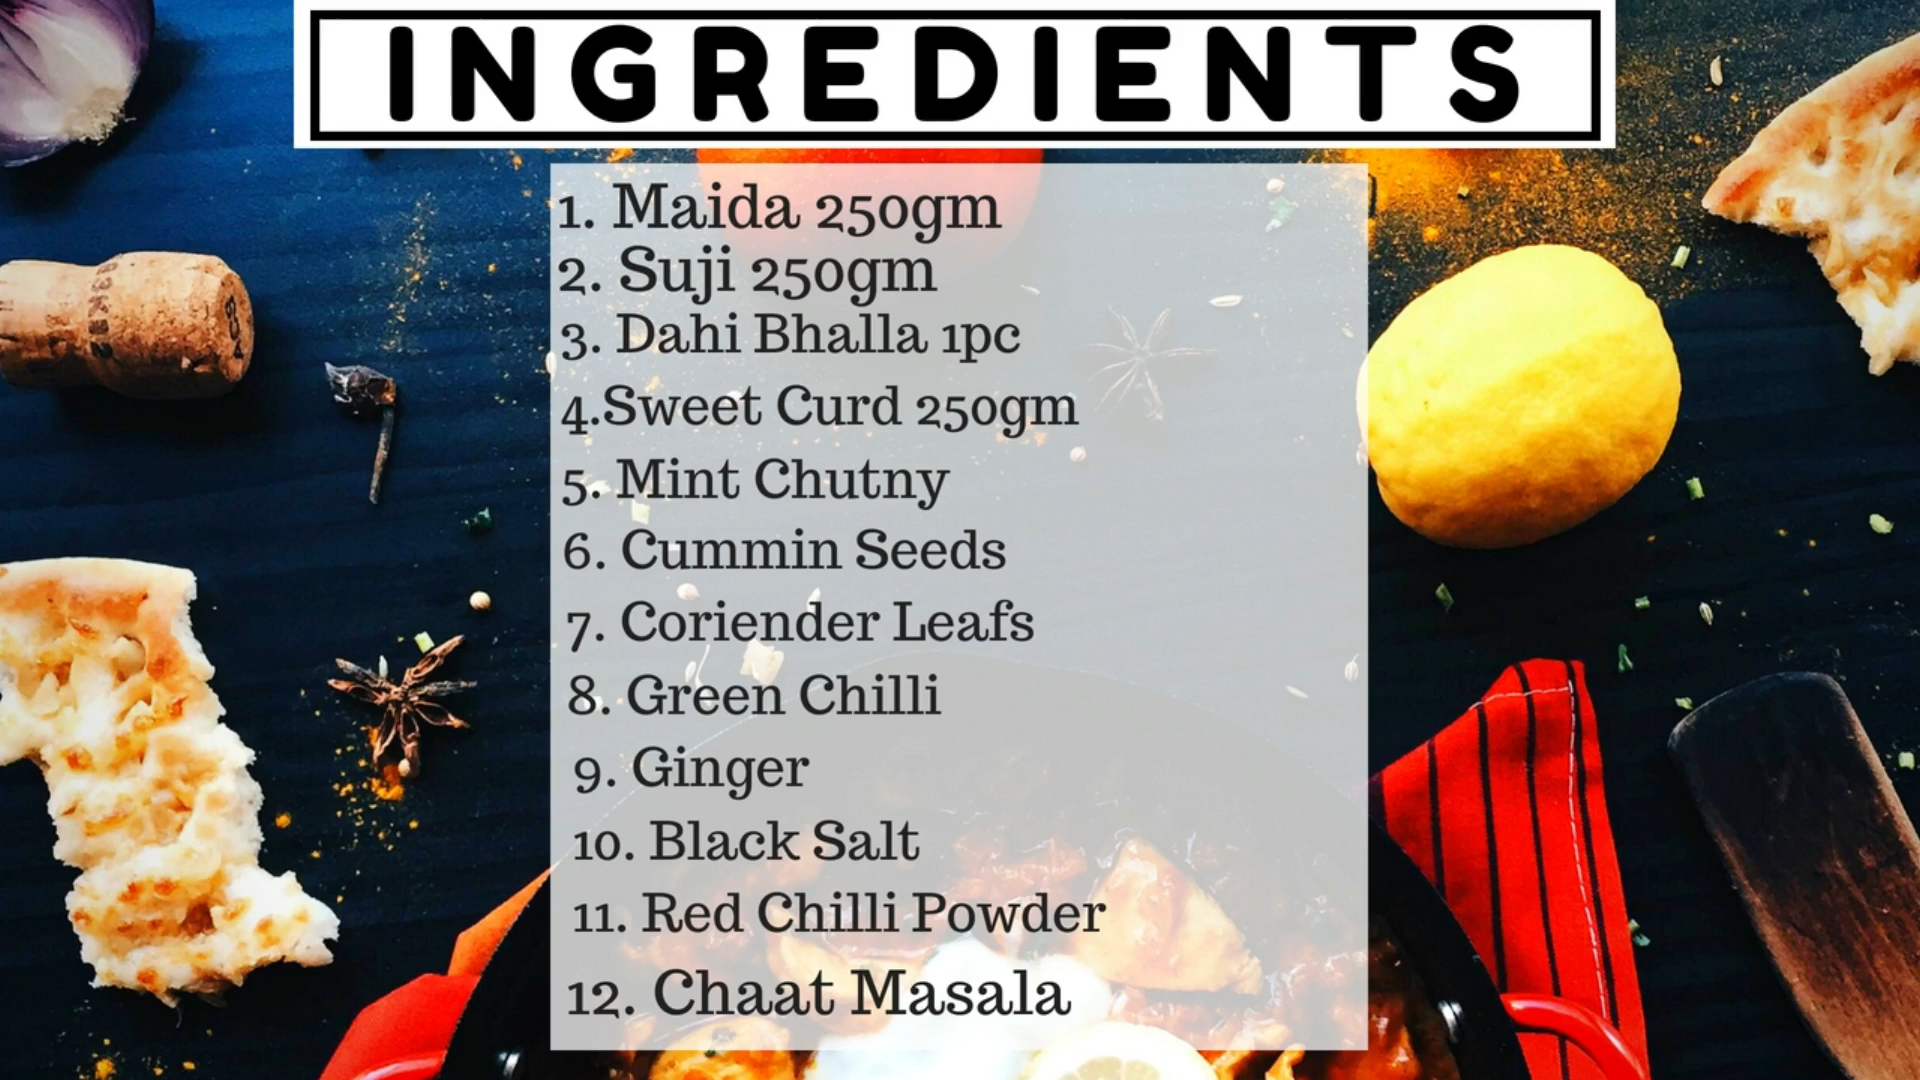 INGREDIENTS
1. Maida 250gm
2. Suji 250gm
3. Dahi Bhalla 1pc
4.Sweet Curd 250gm
5. Mint Chutny
6. Cummin Seeds
7. Coriender Leafs
8. Green Chilli
9. Ginger
10. Black Salt
11. Red Chilli Powder
12. Chaat Masala